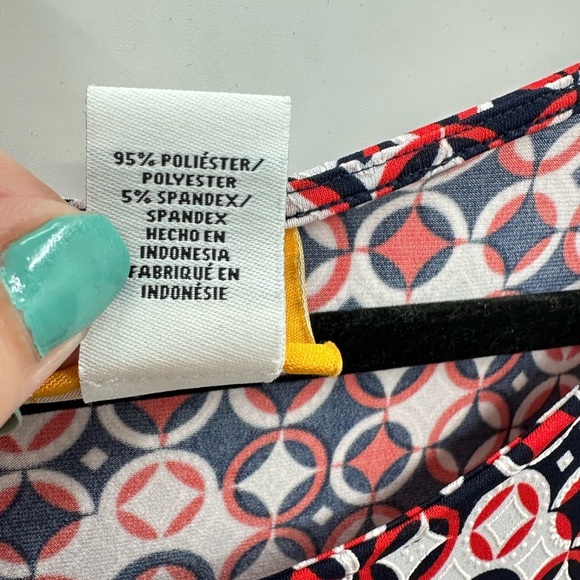 95% POLIÉSTER/
POLYESTER
5% SPANDEX/
SPANDEX
HECHO EN
INDONESIA
FABRIQUÉ EN
INDONÉSIE